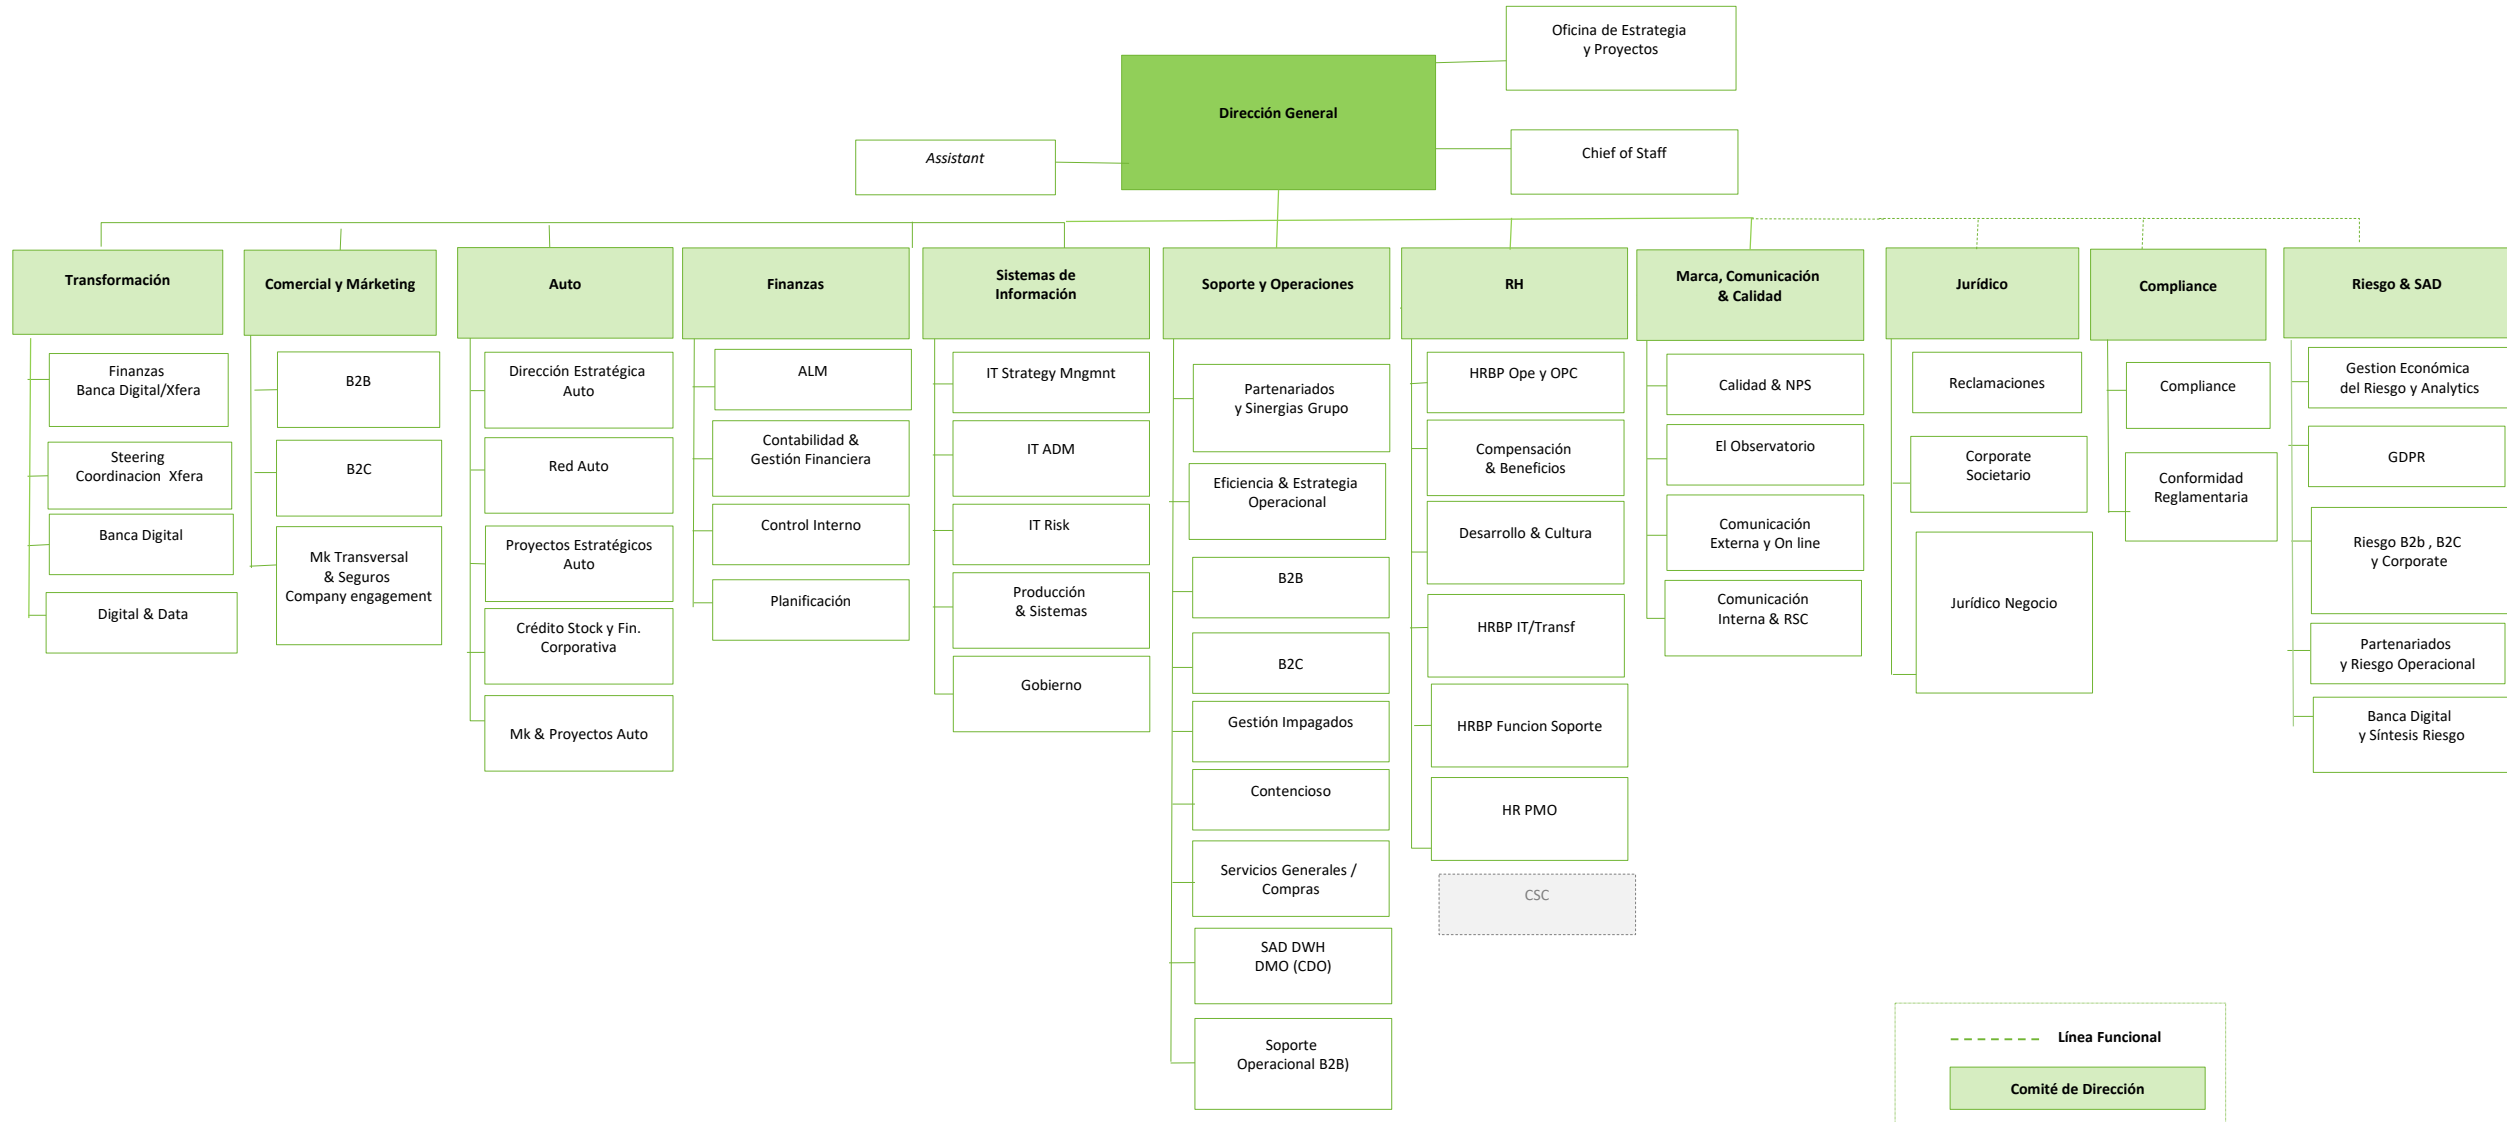 Oficina de Estrategia
y Proyectos
Dirección General
Assistant
Chief of Staff
Transformación
Finanzas
Banca Digital/Xfera
Steering
Coordinacion  Xfera
Banca Digital
Digital & Data
Comercial y Márketing
B2B
B2C
Mk Transversal
& Seguros
Company engagement
Auto
Dirección Estratégica
Auto
Red Auto
Proyectos Estratégicos
Auto
Crédito Stock y Fin.
Corporativa
Mk & Proyectos Auto
Finanzas
ALM
Contabilidad &
Gestión Financiera
Control Interno
Planificación
Sistemas de
Información
IT Strategy Mngmnt
IT ADM
IT Risk
Producción
& Sistemas
Gobierno
Soporte y Operaciones
Partenariados
y Sinergias Grupo
Eficiencia & Estrategia
Operacional
B2B
B2C
Gestión Impagados
Contencioso
Servicios Generales /
Compras
SAD DWH
DMO (CDO)
Soporte
Operacional B2B)
RH
HRBP Ope y OPC
Compensación
& Beneficios
Desarrollo & Cultura
HRBP IT/Transf
HRBP Funcion Soporte
HR PMO
CSC
Marca, Comunicación
& Calidad
Calidad & NPS
El Observatorio
Comunicación
Externa y On line
Comunicación
Interna & RSC
Jurídico
Reclamaciones
Corporate
Societario
Jurídico Negocio
Compliance
Compliance
Conformidad
Reglamentaria
Riesgo & SAD
Gestion Económica
del Riesgo y Analytics
GDPR
Riesgo B2b , B2C
y Corporate
Partenariados
y Riesgo Operacional
Banca Digital
y Síntesis Riesgo
Línea Funcional
Comité de Dirección